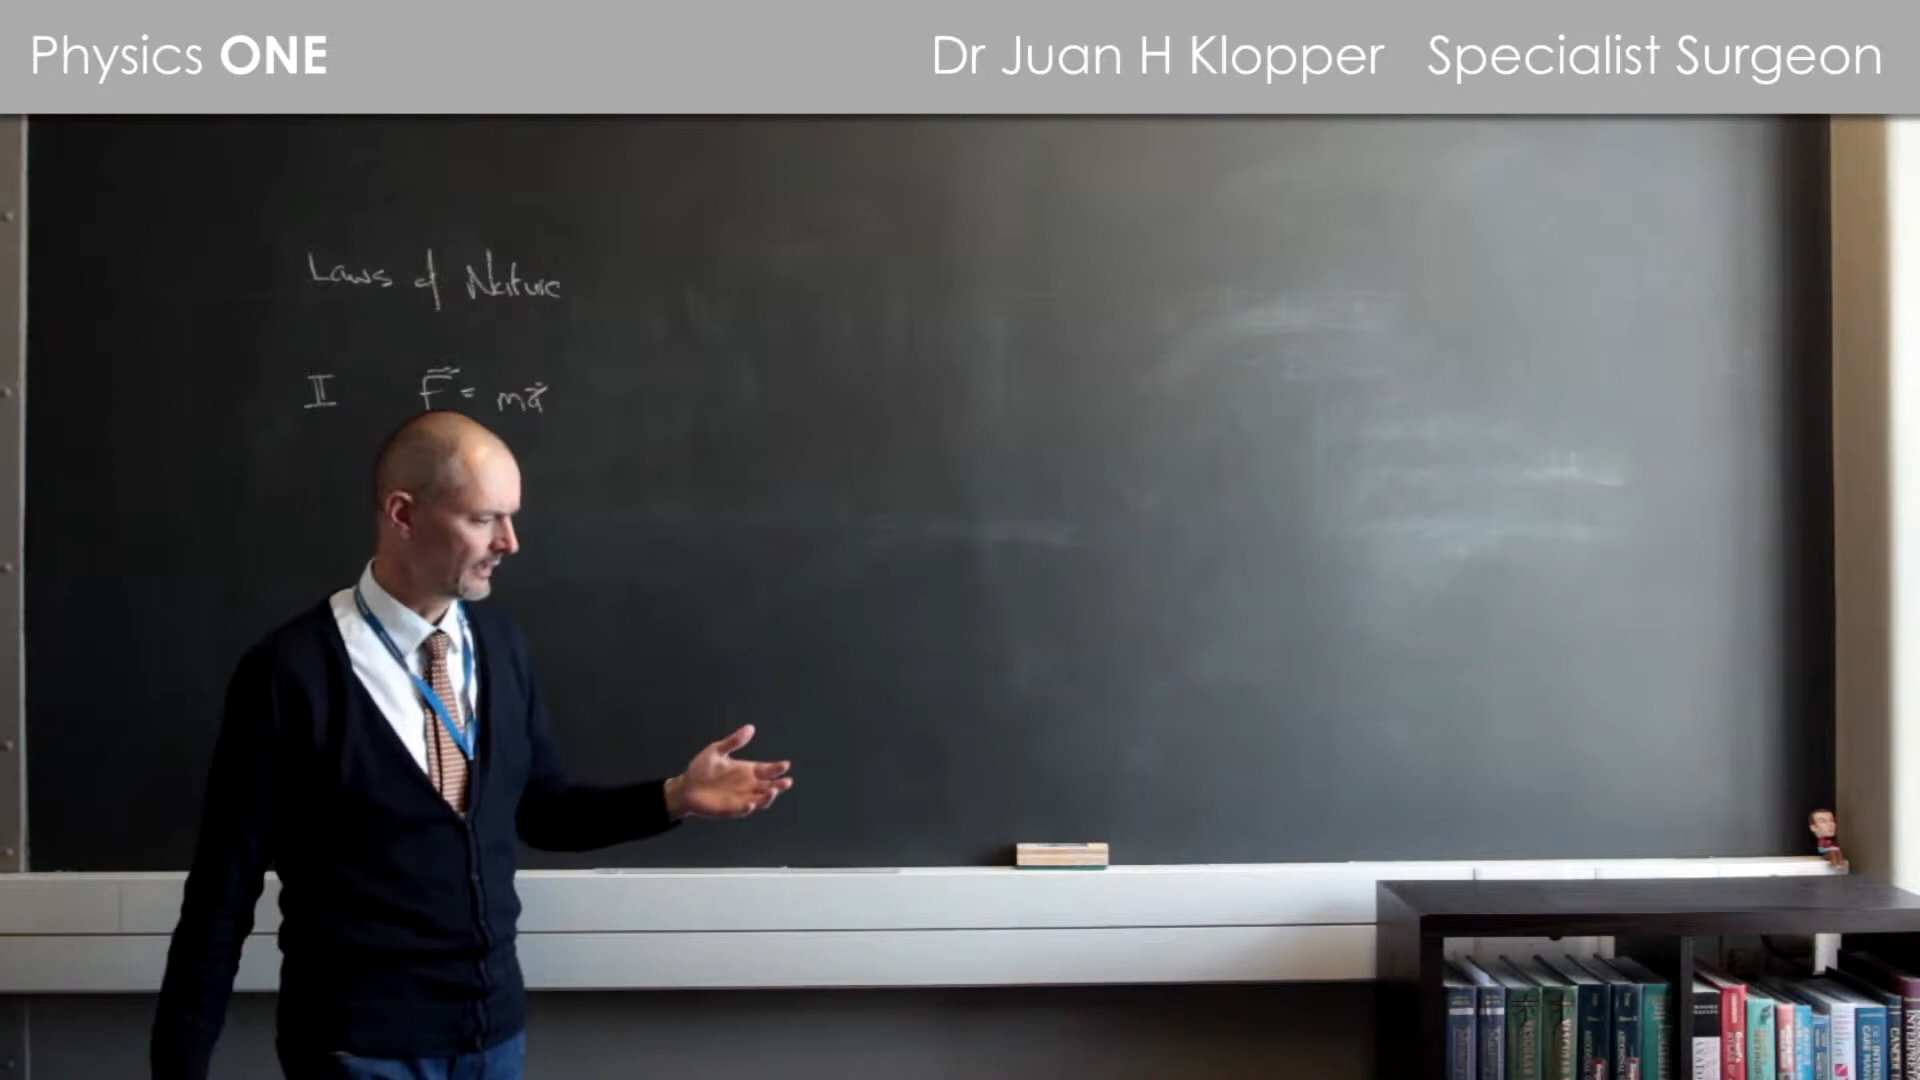 Physics ONE
Dr Juan H Klopper Specialist Surgeon
Laws of Nature
II F⃗ = ma⃗